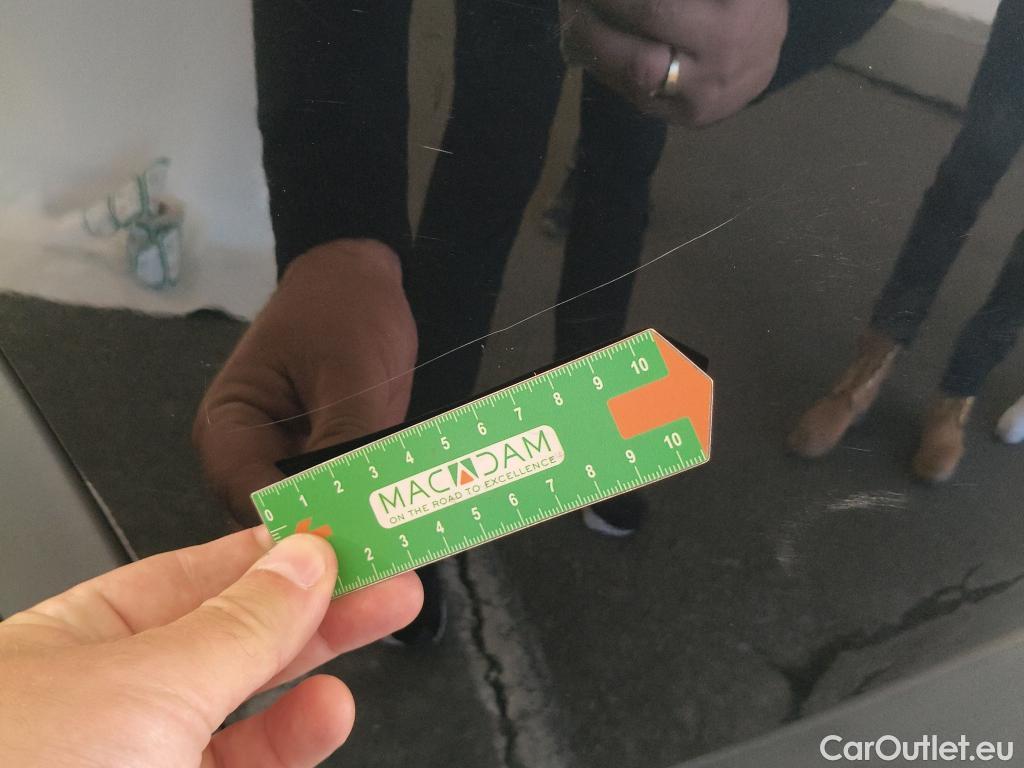 0 1 2 3 4 5 6 7 8 9 10
MACADAM
ON THE ROAD TO EXCELLENCE
2 3 4 5 6 7 8 9 10
CarOutlet.eu